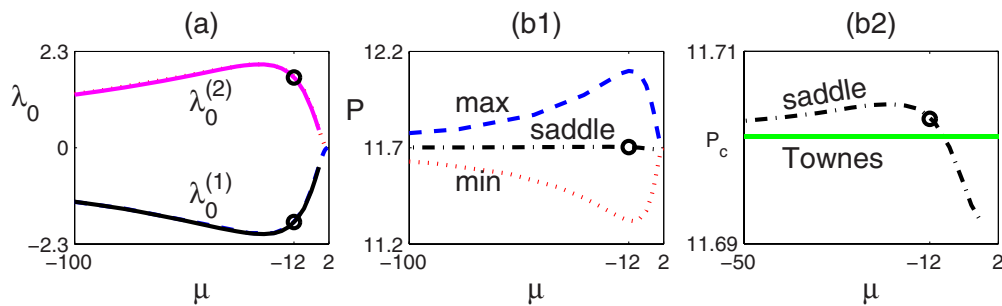 (a)
2.3
λ0
0
−2.3
λ0(2)
λ0(1)
−100
−12
2
μ
(b1)
12.2
P
11.7
11.2
max
saddle
min
−100
−12
2
μ
(b2)
11.71
Pc
11.69
saddle
Townes
−50
−12
2
μ